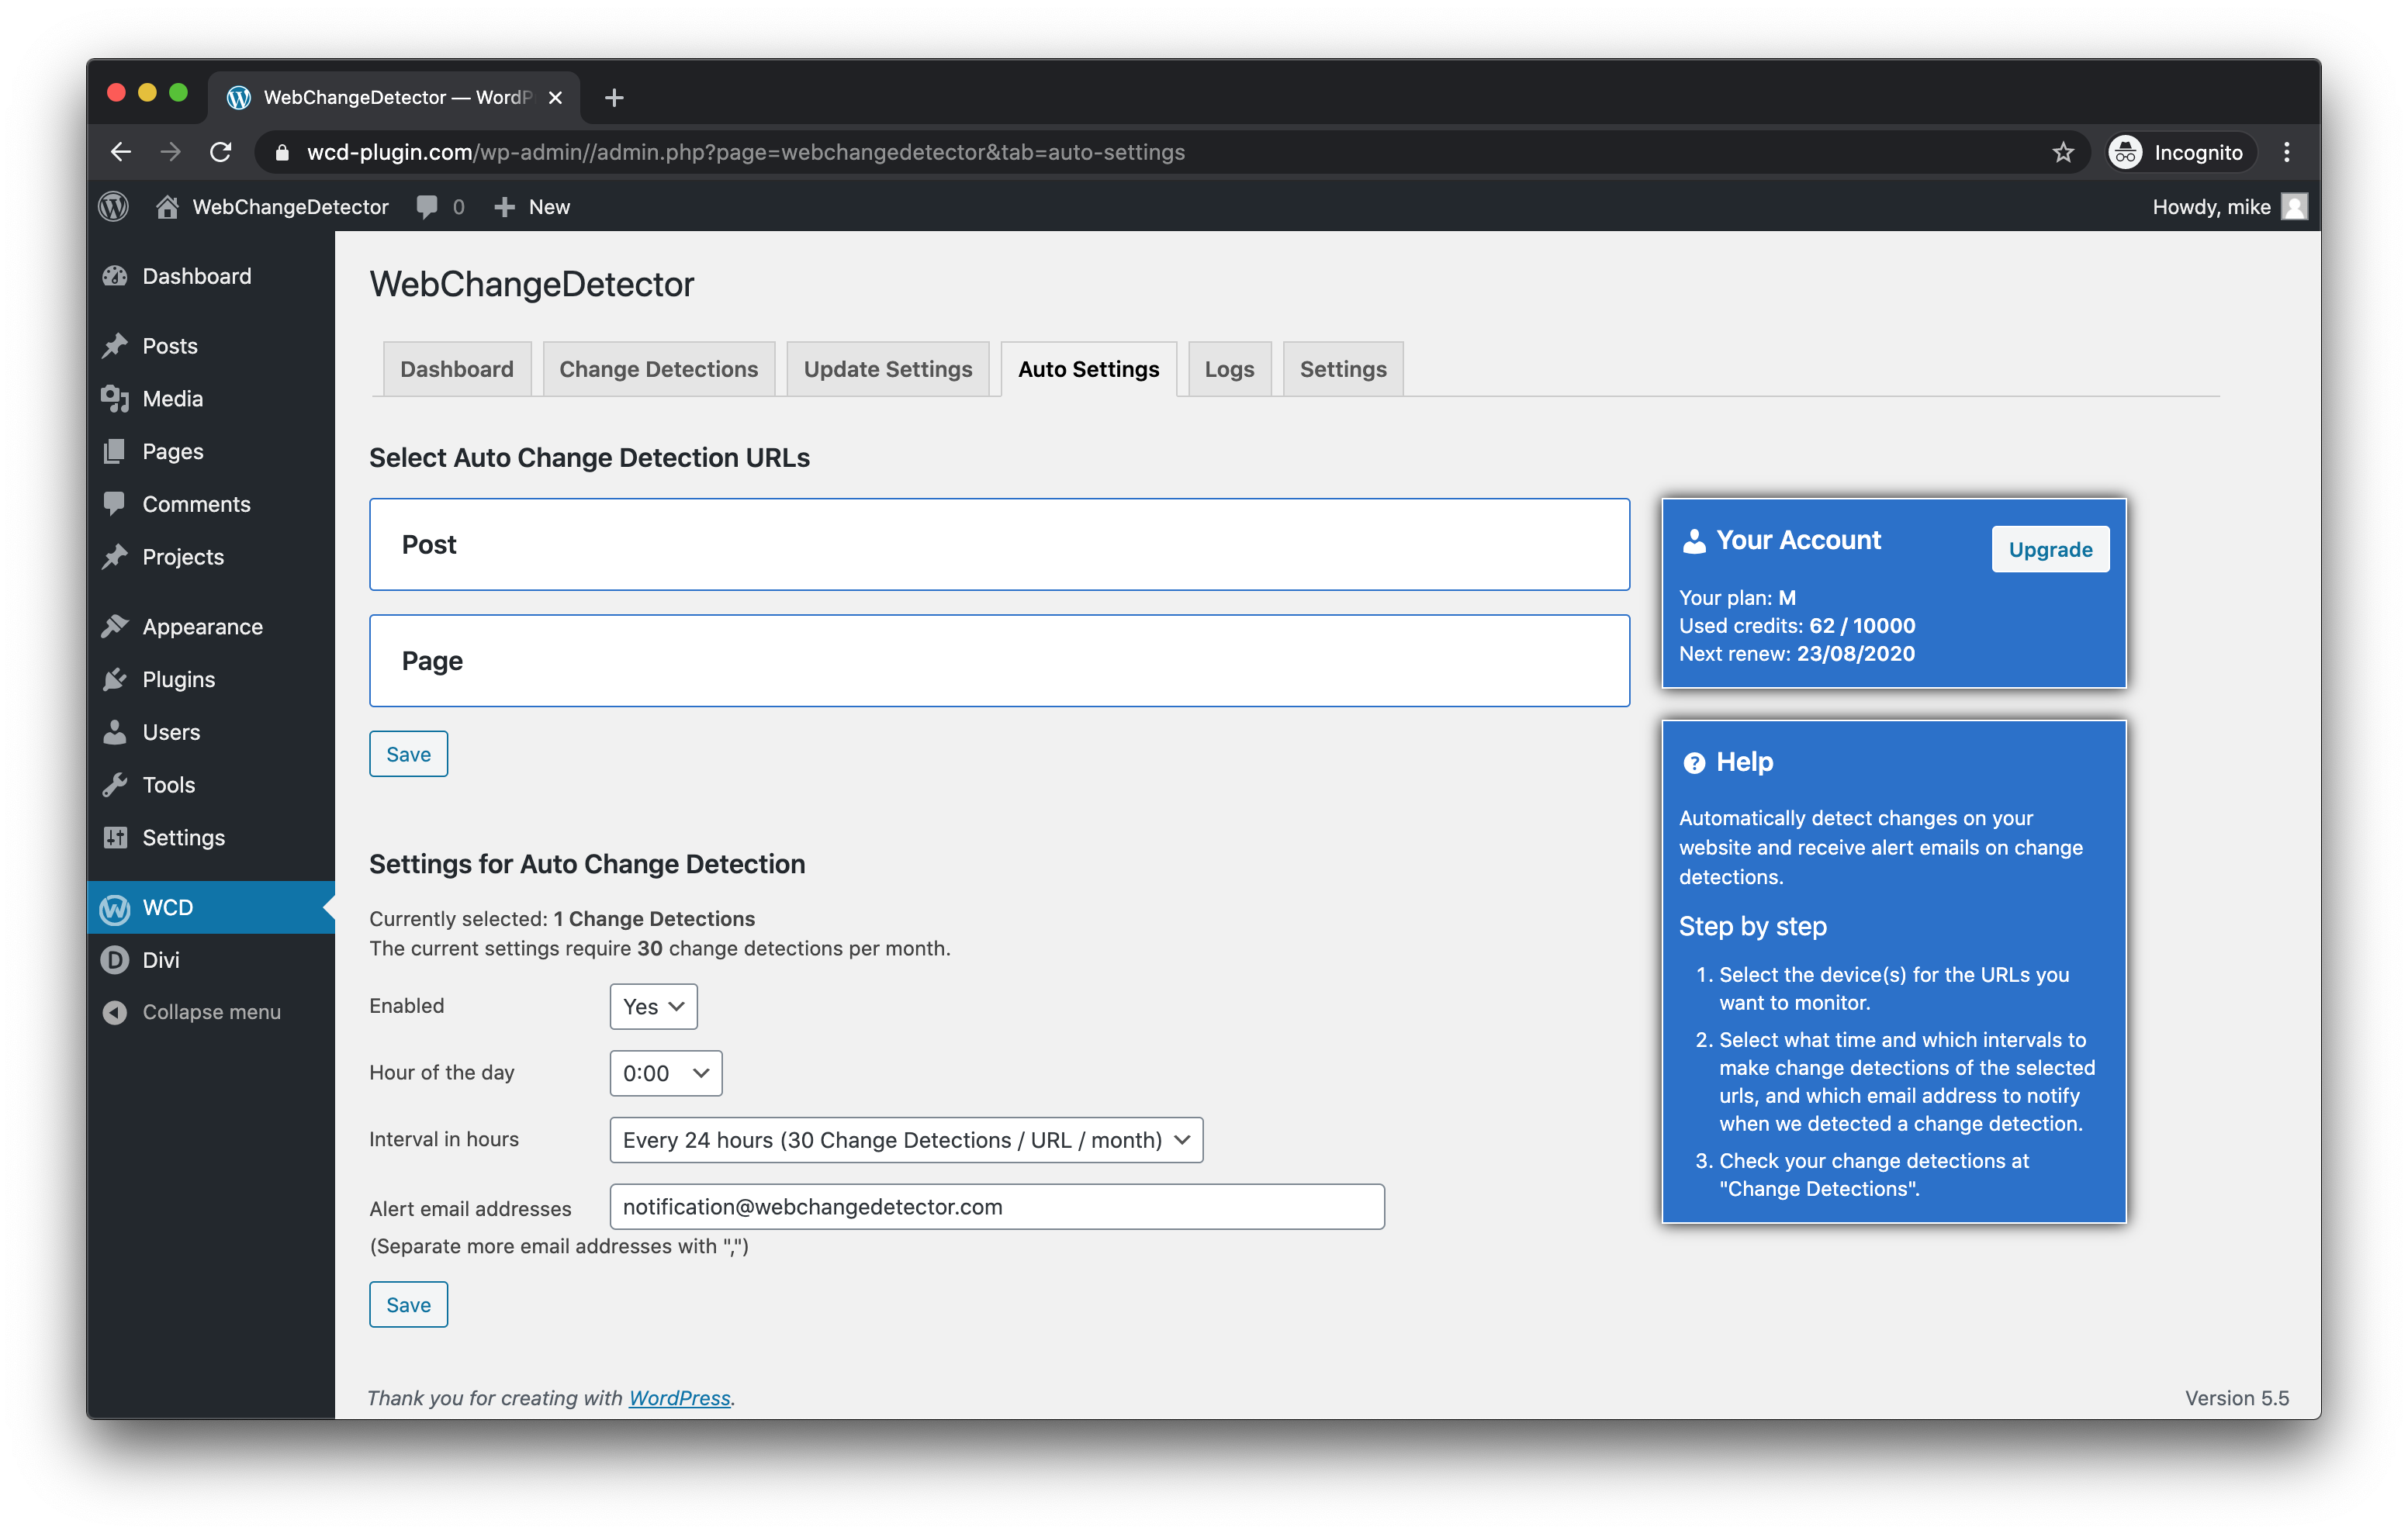 WebChangeDetector — WordP
wcd-plugin.com/wp-admin//admin.php?page=webchangedetector&tab=auto-settings
Incognito
WebChangeDetector 0 New
Howdy, mike
Dashboard
Posts
Media
Pages
Comments
Projects
Appearance
Plugins
Users
Tools
Settings
WCD
Divi
Collapse menu
WebChangeDetector
Dashboard
Change Detections
Update Settings
Auto Settings
Logs
Settings
Select Auto Change Detection URLs
Post
Page
Save
Settings for Auto Change Detection
Currently selected: 1 Change Detections
The current settings require 30 change detections per month.
Enabled Yes
Hour of the day 0:00
Interval in hours Every 24 hours (30 Change Detections / URL / month)
Alert email addresses notification@webchangedetector.com
(Separate more email addresses with ",")
Save
Your Account
Upgrade
Your plan: M
Used credits: 62 / 10000
Next renew: 23/08/2020
Help
Automatically detect changes on your
website and receive alert emails on change
detections.
Step by step
1. Select the device(s) for the URLs you
want to monitor.
2. Select what time and which intervals to
make change detections of the selected
urls, and which email address to notify
when we detected a change detection.
3. Check your change detections at
"Change Detections".
Thank you for creating with WordPress.
Version 5.5